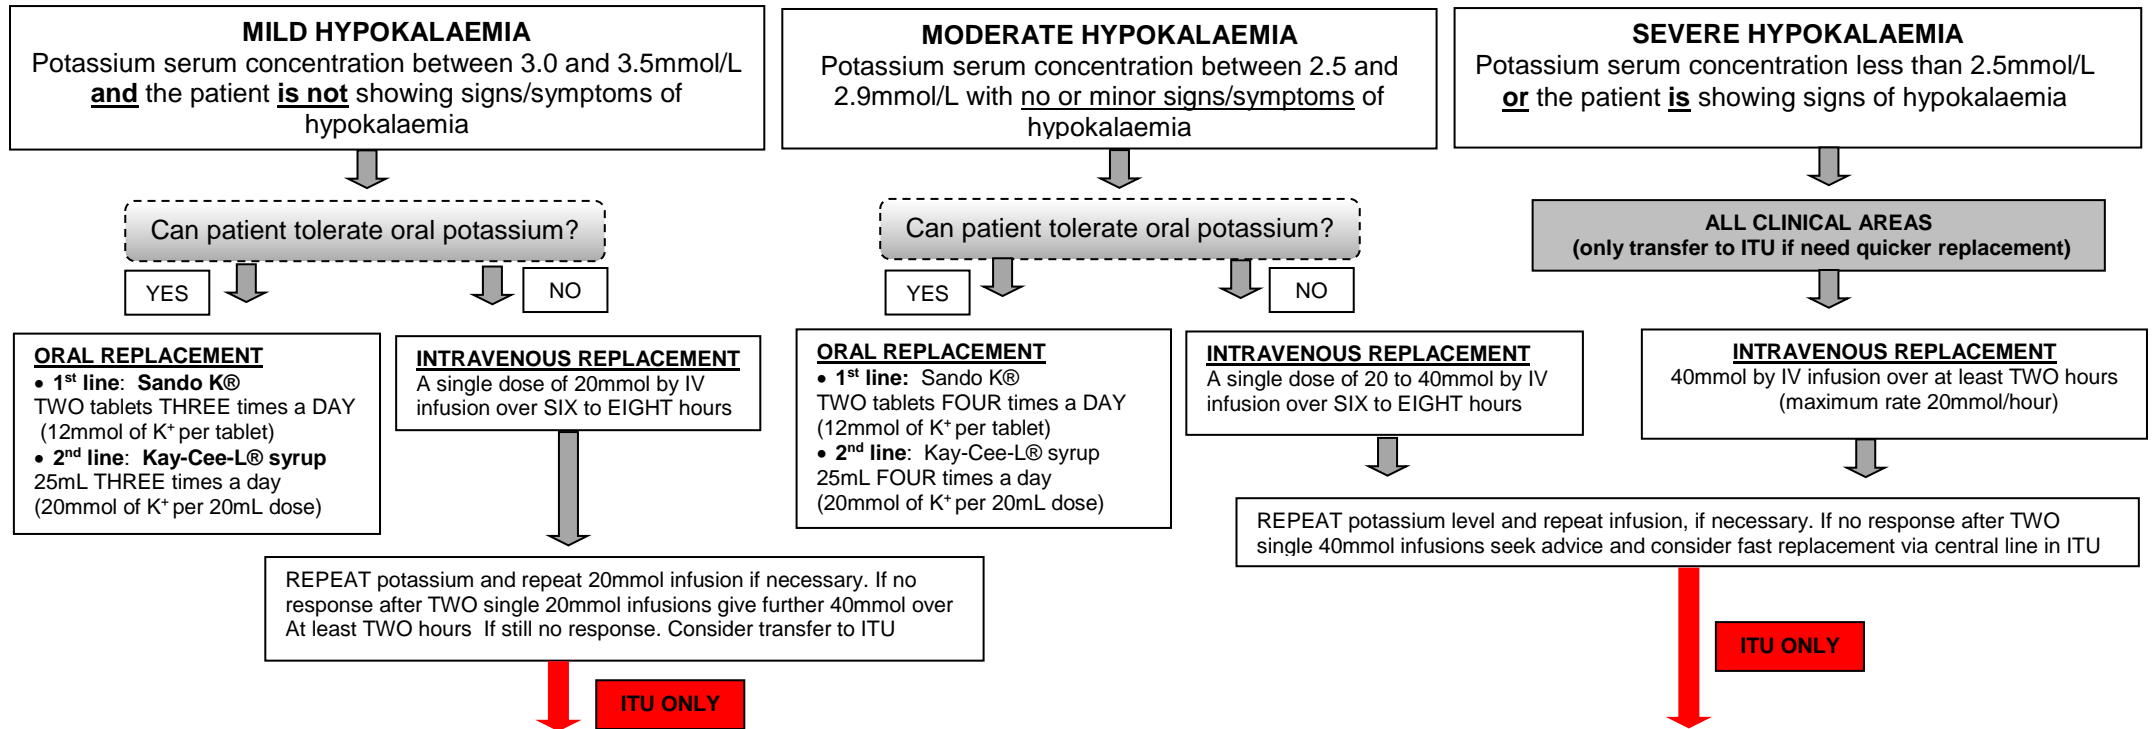 MILD HYPOKALAEMIA
Potassium serum concentration between 3.0 and 3.5mmol/L
and the patient is not showing signs/symptoms of
hypokalaemia
Can patient tolerate oral potassium?
YES
NO
ORAL REPLACEMENT
• 1st line: Sando K®
TWO tablets THREE times a DAY
(12mmol of K+ per tablet)
• 2nd line: Kay-Cee-L® syrup
25mL THREE times a day
(20mmol of K+ per 20mL dose)
INTRAVENOUS REPLACEMENT
A single dose of 20mmol by IV
infusion over SIX to EIGHT hours
REPEAT potassium and repeat 20mmol infusion if necessary. If no
response after TWO single 20mmol infusions give further 40mmol over
At least TWO hours If still no response. Consider transfer to ITU
ITU ONLY
MODERATE HYPOKALAEMIA
Potassium serum concentration between 2.5 and
2.9mmol/L with no or minor signs/symptoms of
hypokalaemia
Can patient tolerate oral potassium?
YES
NO
ORAL REPLACEMENT
• 1st line: Sando K®
TWO tablets FOUR times a DAY
(12mmol of K+ per tablet)
• 2nd line: Kay-Cee-L® syrup
25mL FOUR times a day
(20mmol of K+ per 20mL dose)
INTRAVENOUS REPLACEMENT
A single dose of 20 to 40mmol by IV
infusion over SIX to EIGHT hours
SEVERE HYPOKALAEMIA
Potassium serum concentration less than 2.5mmol/L
or the patient is showing signs of hypokalaemia
ALL CLINICAL AREAS
(only transfer to ITU if need quicker replacement)
INTRAVENOUS REPLACEMENT
40mmol by IV infusion over at least TWO hours
(maximum rate 20mmol/hour)
REPEAT potassium level and repeat infusion, if necessary. If no response after TWO
single 40mmol infusions seek advice and consider fast replacement via central line in ITU
ITU ONLY